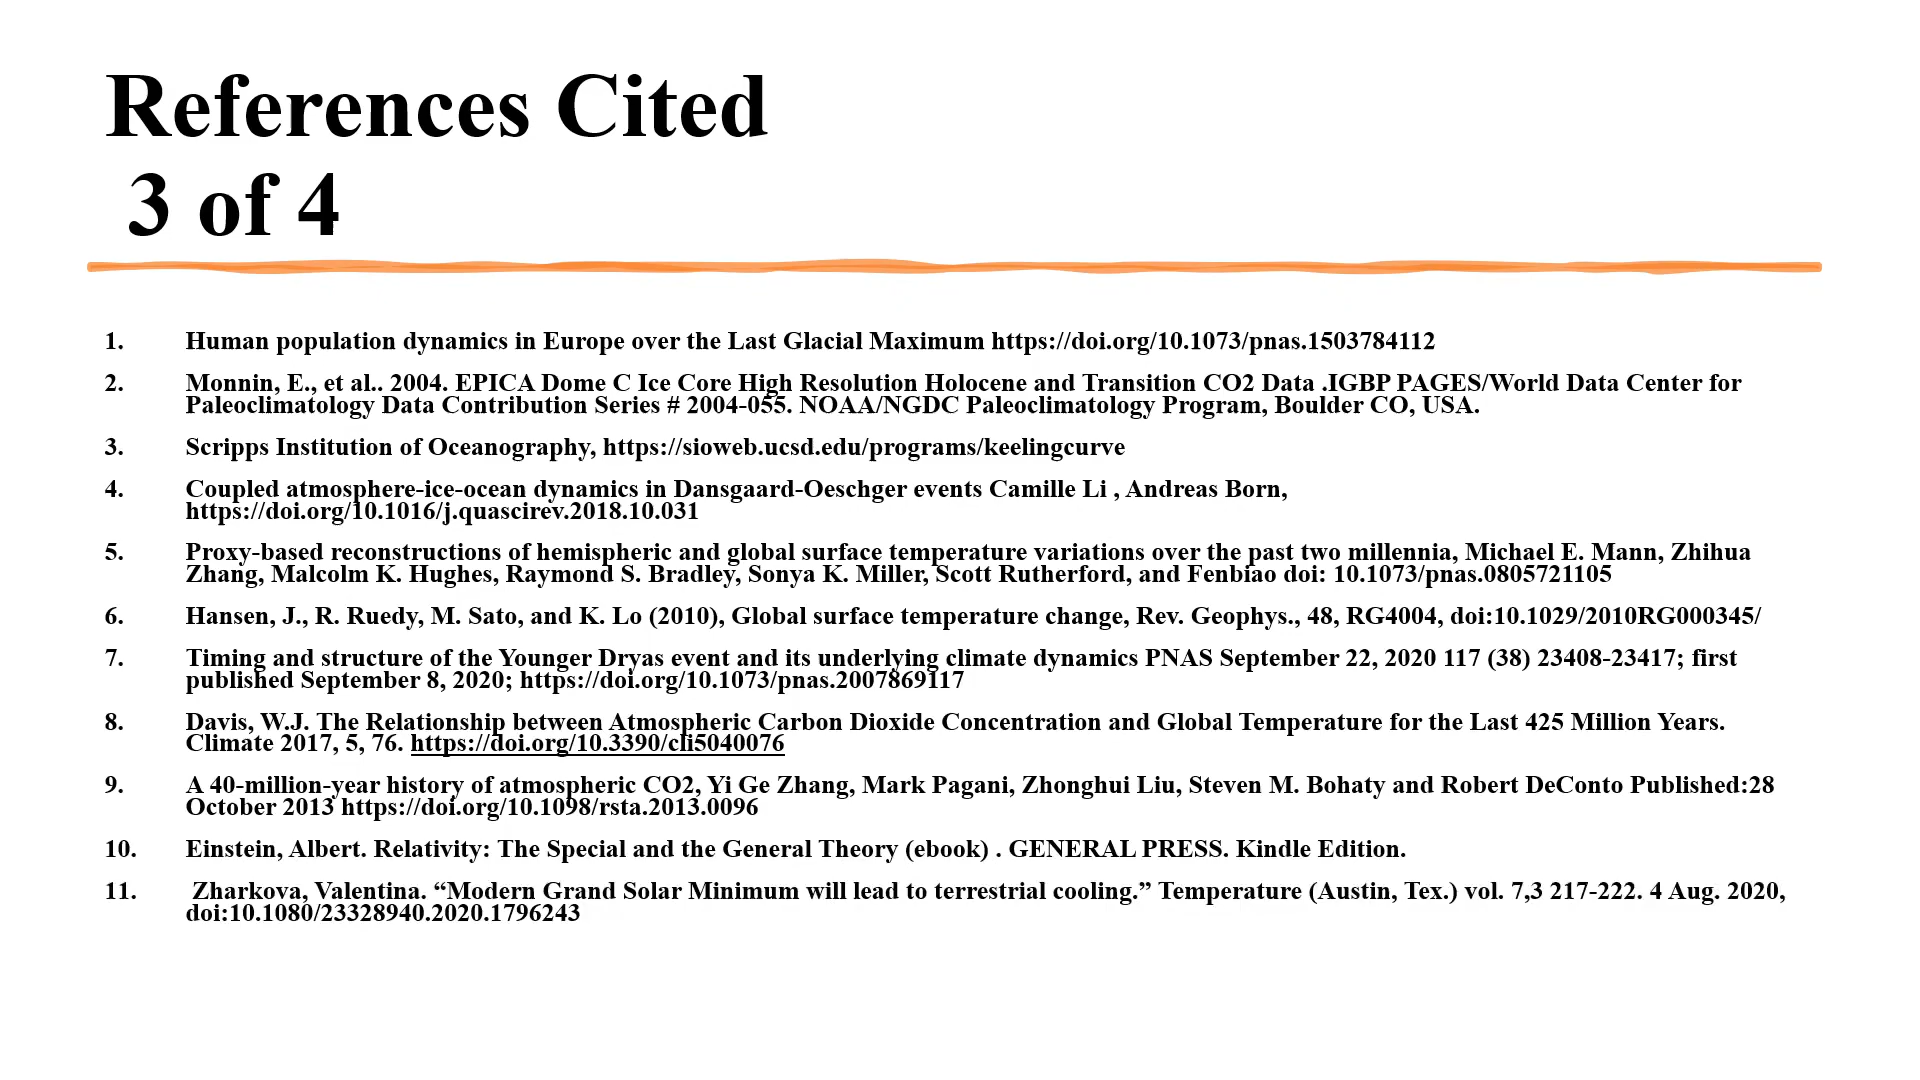 References Cited
3 of 4
1. Human population dynamics in Europe over the Last Glacial Maximum https://doi.org/10.1073/pnas.1503784112
2. Monnin, E., et al.. 2004. EPICA Dome C Ice Core High Resolution Holocene and Transition CO2 Data .IGBP PAGES/World Data Center for
Paleoclimatology Data Contribution Series # 2004-055. NOAA/NGDC Paleoclimatology Program, Boulder CO, USA.
3. Scripps Institution of Oceanography, https://sioweb.ucsd.edu/programs/keelingcurve
4. Coupled atmosphere-ice-ocean dynamics in Dansgaard-Oeschger events Camille Li , Andreas Born,
https://doi.org/10.1016/j.quascirev.2018.10.031
5. Proxy-based reconstructions of hemispheric and global surface temperature variations over the past two millennia, Michael E. Mann, Zhihua
Zhang, Malcolm K. Hughes, Raymond S. Bradley, Sonya K. Miller, Scott Rutherford, and Fenbiao doi: 10.1073/pnas.0805721105
6. Hansen, J., R. Ruedy, M. Sato, and K. Lo (2010), Global surface temperature change, Rev. Geophys., 48, RG4004, doi:10.1029/2010RG000345/
7. Timing and structure of the Younger Dryas event and its underlying climate dynamics PNAS September 22, 2020 117 (38) 23408-23417; first
published September 8, 2020; https://doi.org/10.1073/pnas.2007869117
8. Davis, W.J. The Relationship between Atmospheric Carbon Dioxide Concentration and Global Temperature for the Last 425 Million Years.
Climate 2017, 5, 76. https://doi.org/10.3390/cli5040076
9. A 40-million-year history of atmospheric CO2, Yi Ge Zhang, Mark Pagani, Zhonghui Liu, Steven M. Bohaty and Robert DeConto Published:28
October 2013 https://doi.org/10.1098/rsta.2013.0096
10. Einstein, Albert. Relativity: The Special and the General Theory (ebook) . GENERAL PRESS. Kindle Edition.
11. Zharkova, Valentina. “Modern Grand Solar Minimum will lead to terrestrial cooling.” Temperature (Austin, Tex.) vol. 7,3 217-222. 4 Aug. 2020,
doi:10.1080/23328940.2020.1796243